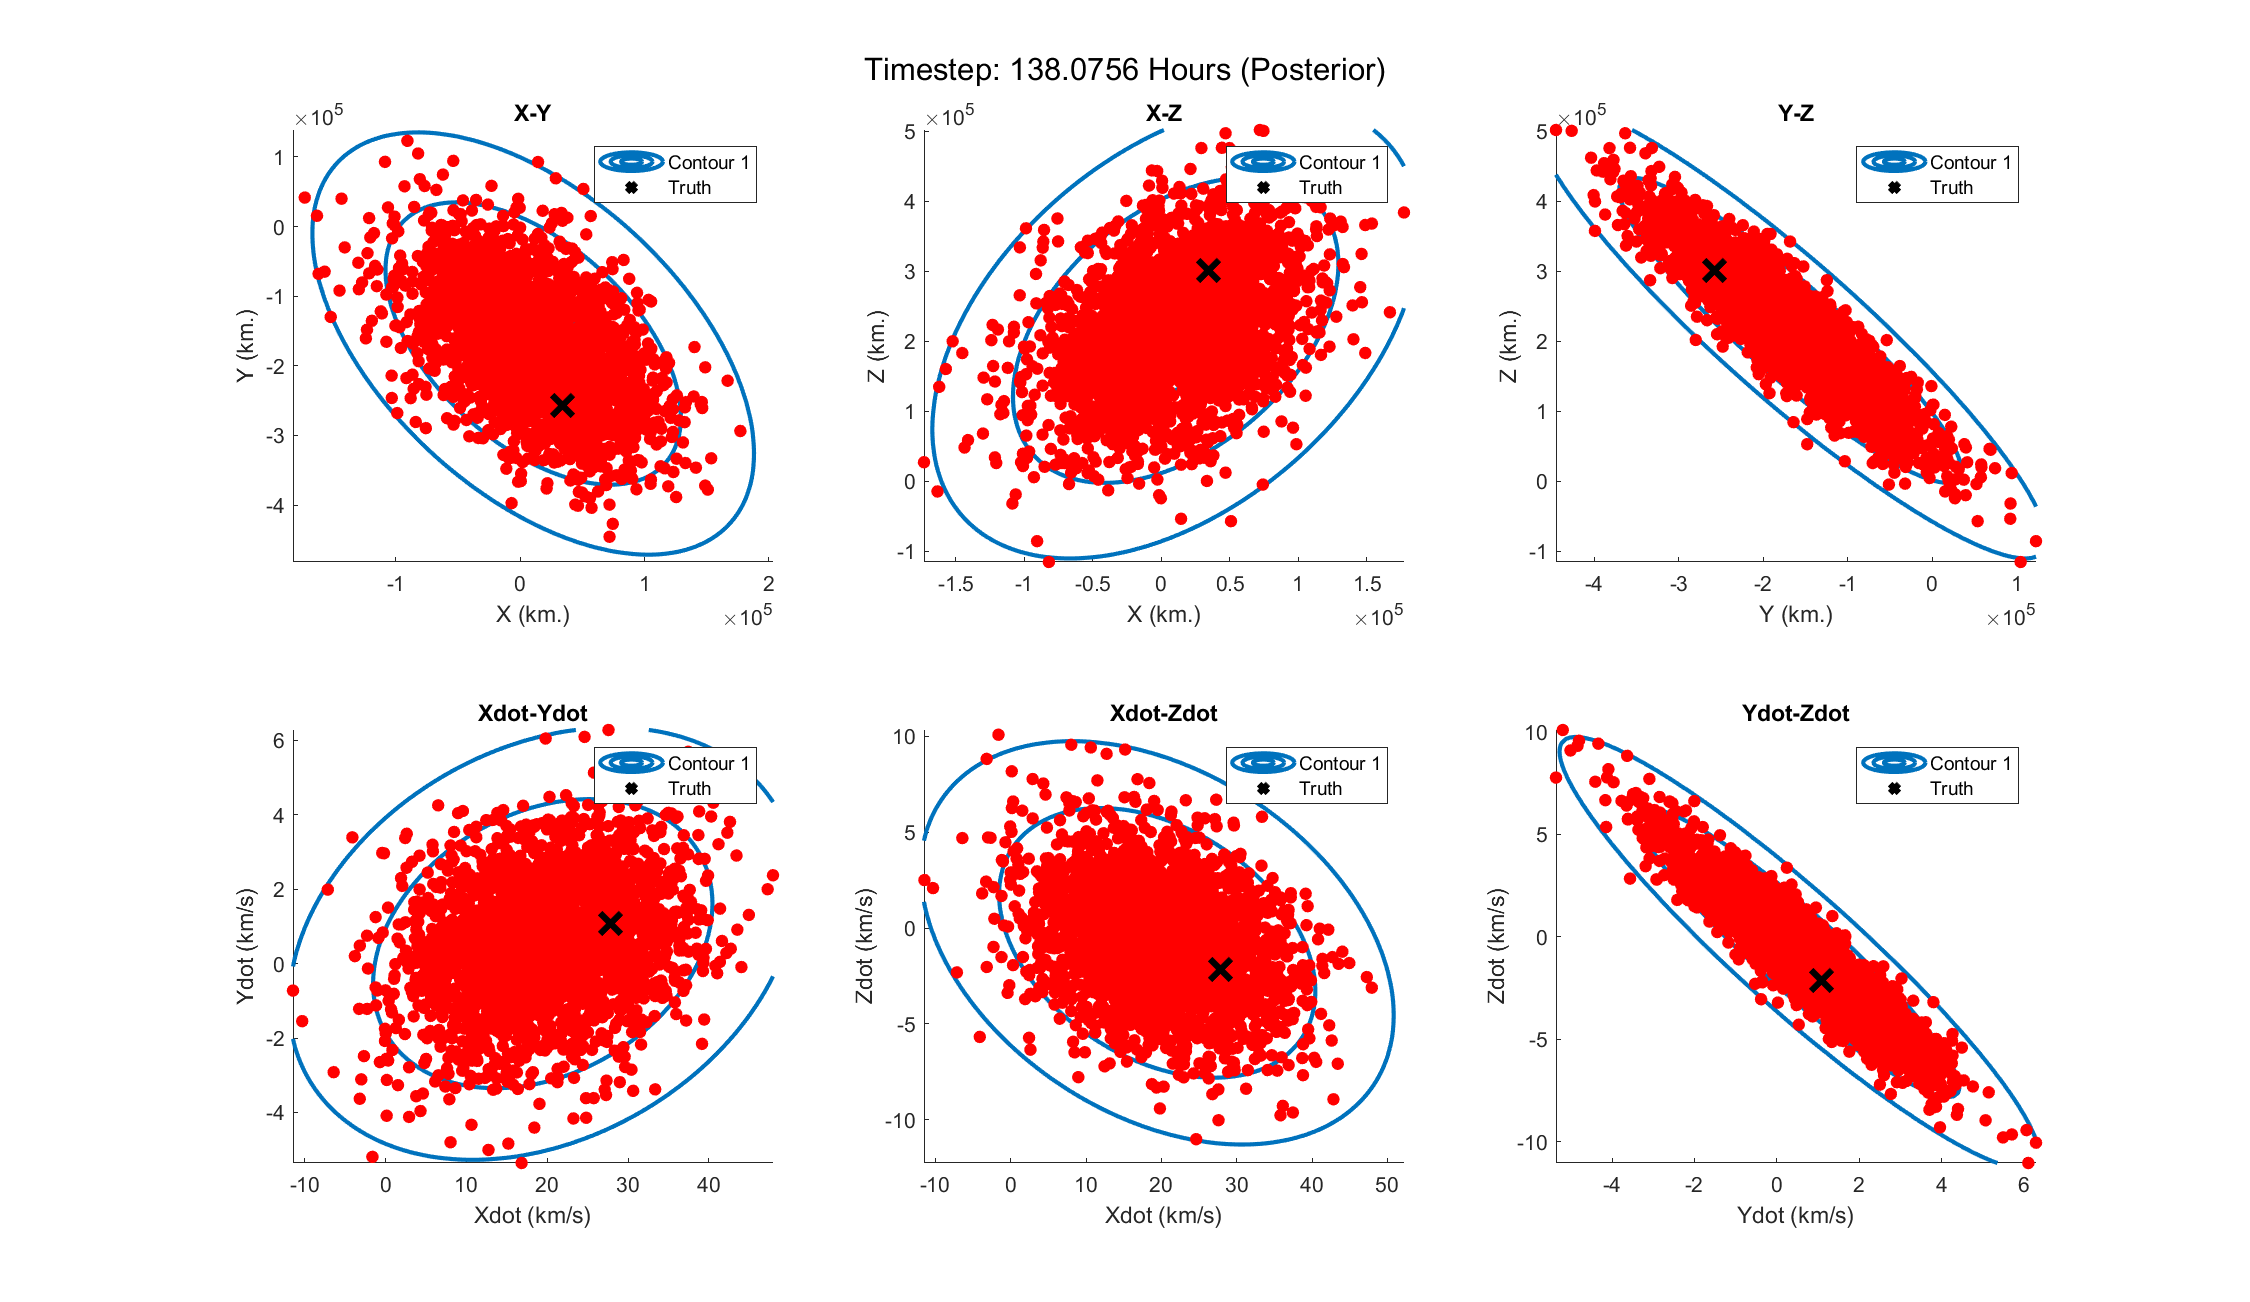 Timestep: 138.0756 Hours (Posterior)
X-Y
×10^5
Contour 1
Truth
1
0
-1
-2
-3
-4
Y (km.)
-1
0
1
2
X (km.)
×10^5
X-Z
×10^5
Contour 1
Truth
5
4
3
2
1
0
-1
Z (km.)
-1.5
-1
-0.5
0
0.5
1
1.5
X (km.)
×10^5
Y-Z
×10^5
Contour 1
Truth
5
4
3
2
1
0
-1
Z (km.)
-4
-3
-2
-1
0
1
Y (km.)
×10^5
Xdot-Ydot
Contour 1
Truth
6
4
2
0
-2
-4
Ydot (km/s)
-10
0
10
20
30
40
Xdot (km/s)
Xdot-Zdot
Contour 1
Truth
10
5
0
-5
-10
Zdot (km/s)
-10
0
10
20
30
40
50
Xdot (km/s)
Ydot-Zdot
Contour 1
Truth
10
5
0
-5
-10
Zdot (km/s)
-4
-2
0
2
4
6
Ydot (km/s)